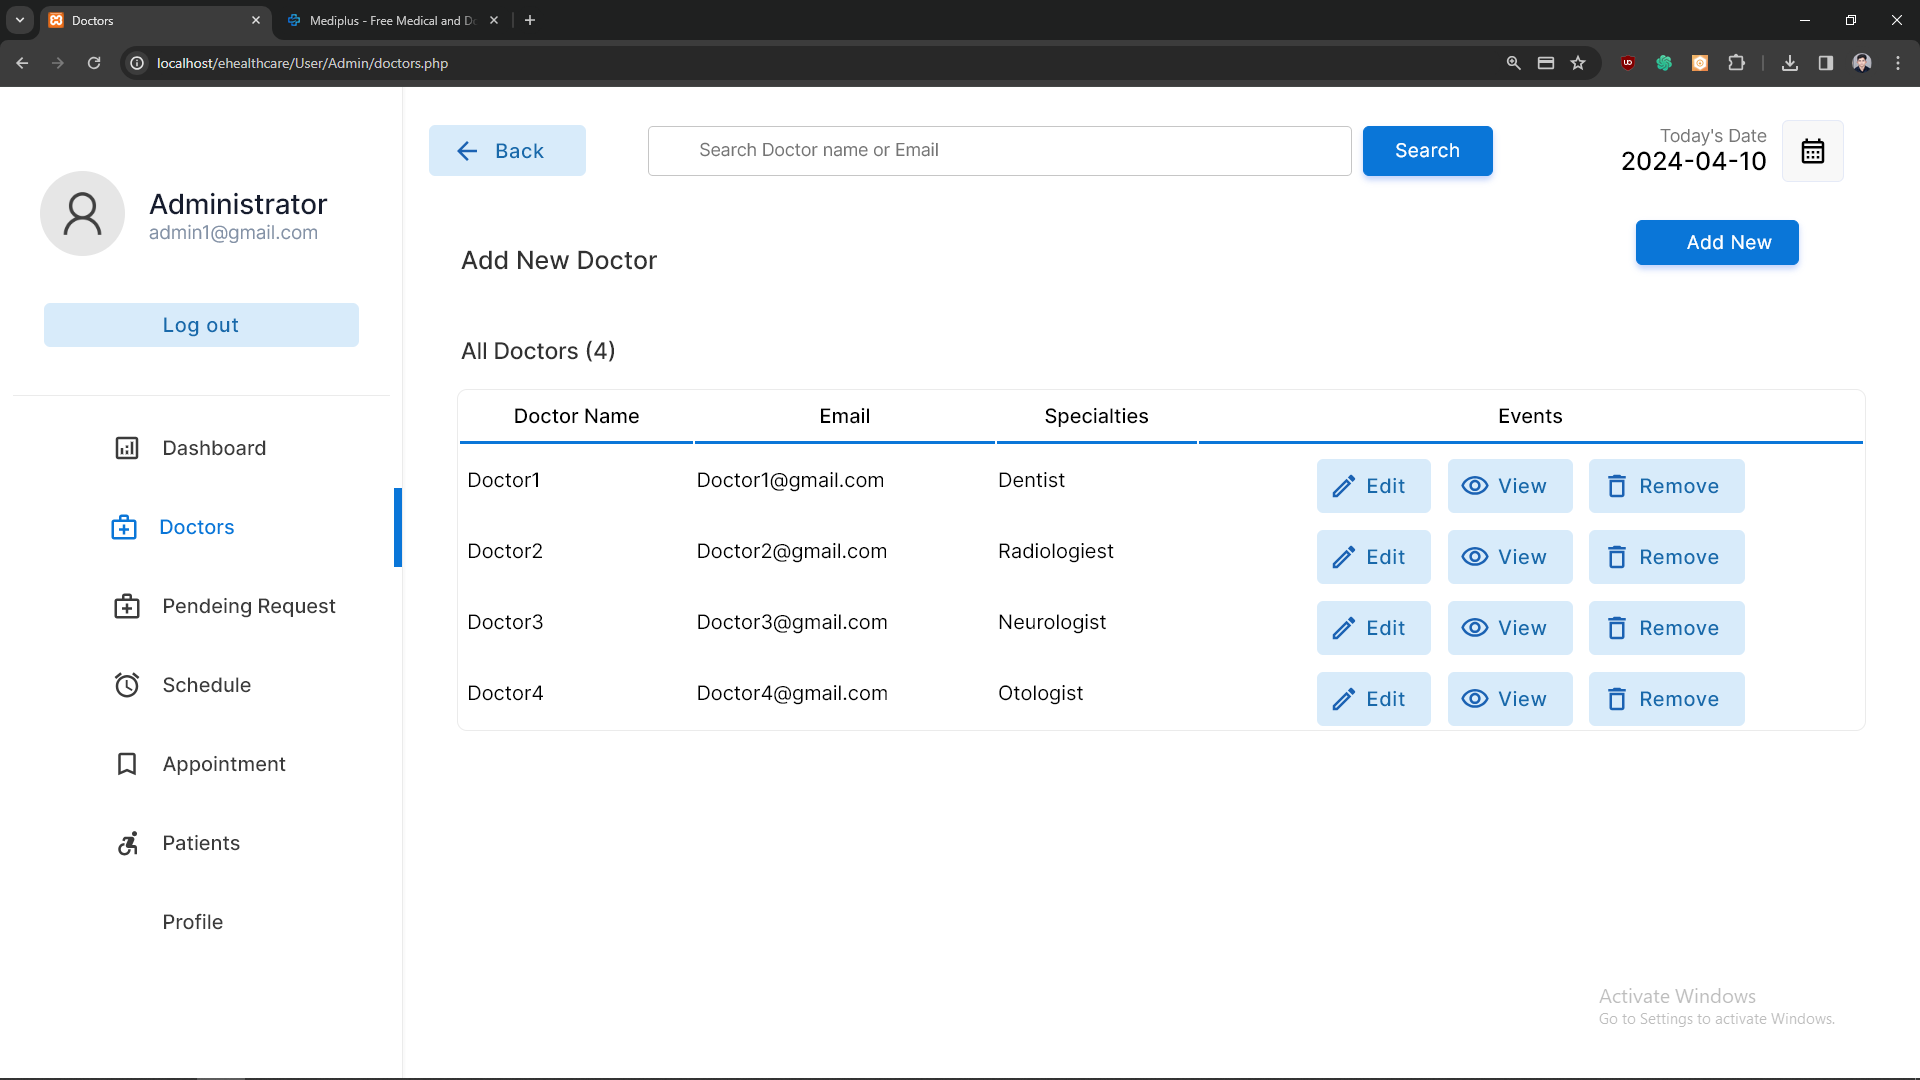 Doctors
Mediplus - Free Medical and Do
localhost/ehealthcare/User/Admin/doctors.php
Back
Search Doctor name or Email
Search
Today's Date
2024-04-10
Administrator
admin1@gmail.com
Log out
Add New Doctor
Add New
All Doctors (4)
Doctor Name Email Specialties Events
Doctor1 Doctor1@gmail.com Dentist Edit View Remove
Doctor2 Doctor2@gmail.com Radiologiest Edit View Remove
Doctor3 Doctor3@gmail.com Neurologist Edit View Remove
Doctor4 Doctor4@gmail.com Otologist Edit View Remove
Dashboard
Doctors
Pendeing Request
Schedule
Appointment
Patients
Profile
Activate Windows
Go to Settings to activate Windows.